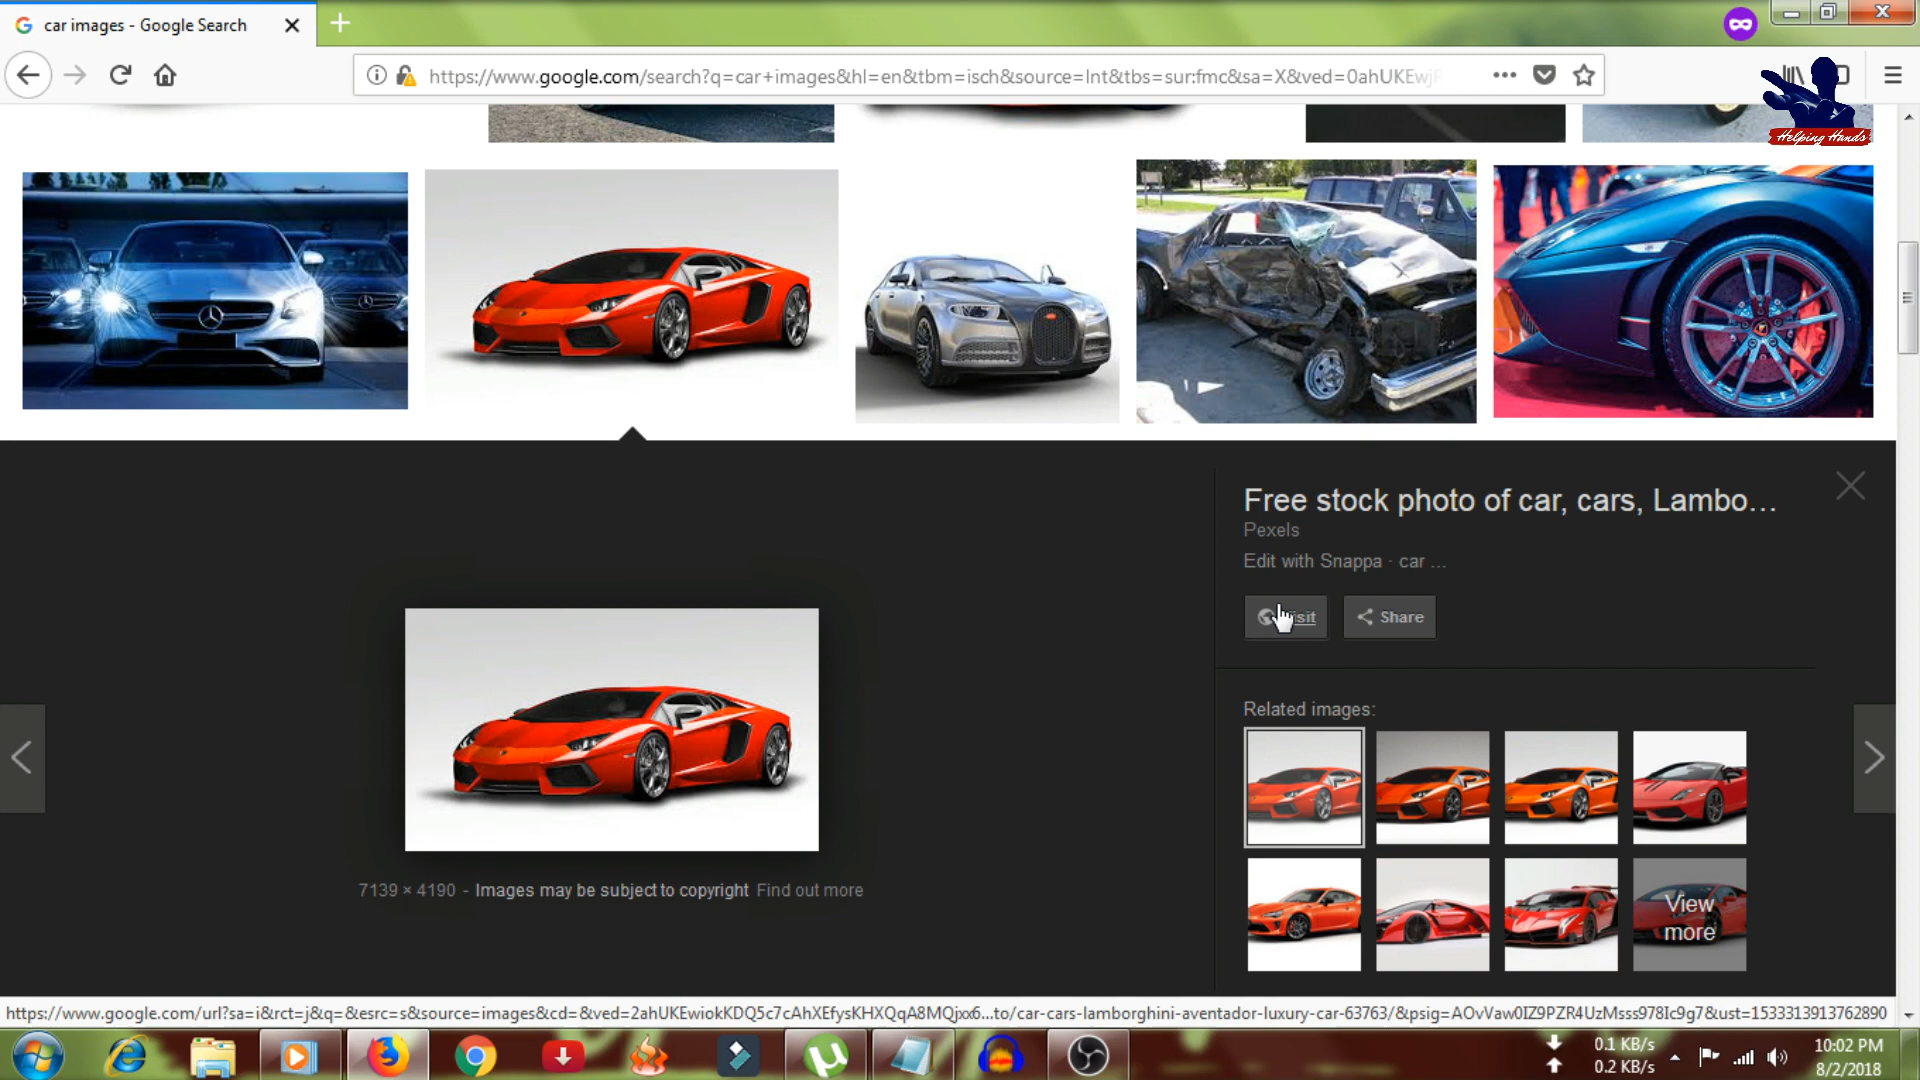 car images - Google Search
https://www.google.com/search?q=car+images&hl=en&tbm=isch&source=lnt&tbs=sur:fmc&sa=X&ved=0ahUKEwj
Helping Hands
Free stock photo of car, cars, Lambo...
Pexels
Edit with Snappa · car ...
Visit
Share
Related images:
View
more
7139 × 4190 - Images may be subject to copyright Find out more
https://www.google.com/url?sa=i&rct=j&q=&esrc=s&source=images&cd=&ved=2ahUKEwiokKDQ5c7cAhXEfysKHXQqA8MQjxx6...to/car-cars-lamborghini-aventador-luxury-car-63763/&psig=AOvVaw0IZ9PZR4UzMsss978Ic9g7&ust=1533313913762890
0.1 KB/s
0.2 KB/s
10:02 PM
8/2/2018